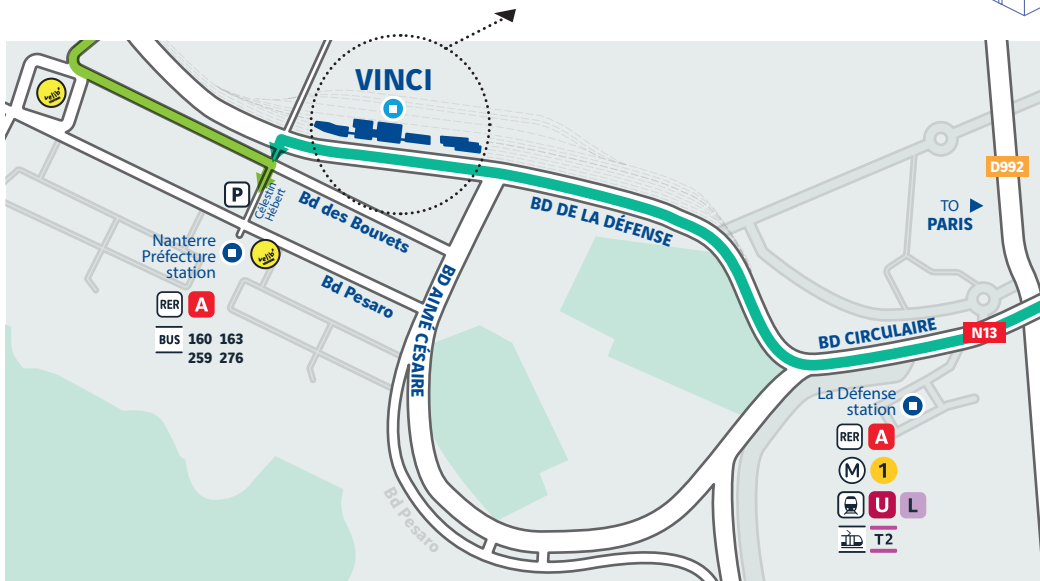 VINCI
vélib'
D992
TO
PARIS
P
Célestin
Hébert
Bd des Bouvets
BD DE LA DÉFENSE
Nanterre
Préfecture
station
vélib'
RER A
BUS 160 163
259 276
Bd Pesaro
BD AIMÉ CÉSAIRE
BD CIRCULAIRE
N13
La Défense
station
RER A
M 1
U L
T2
Bd Pesaro